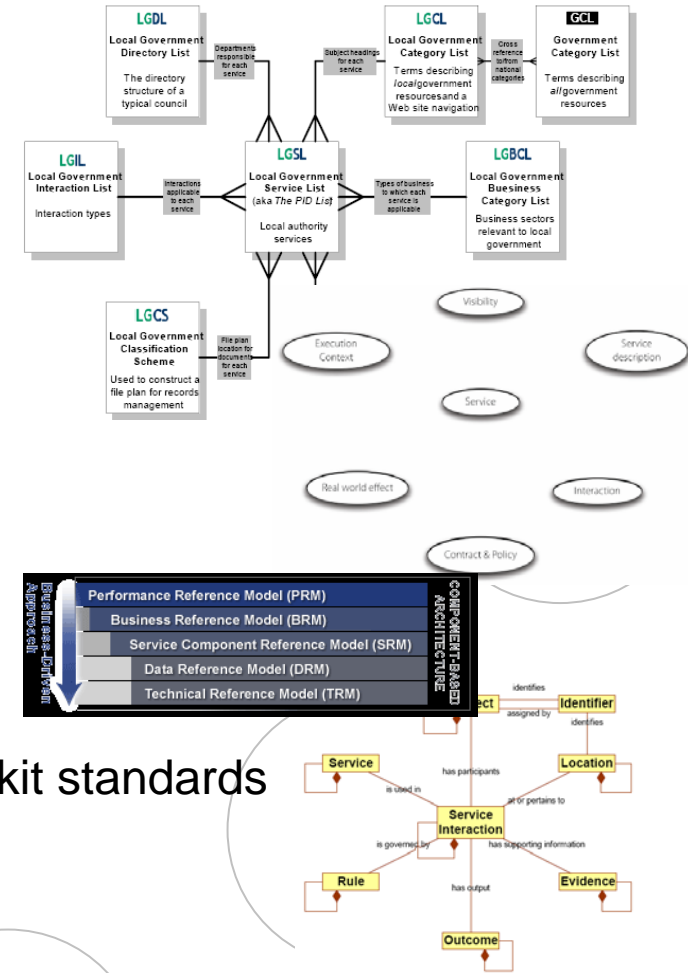 LGDL
Local Government
Directory List
The directory
structure of a
typical council
Departments
responsible
for each
service
Subject headings
for each
service
LGCL
Local Government
Category List
Terms describing
local government
resources and a
Web site navigation
Cross
reference
to/from
national
categories
GCL
Government
Category List
Terms describing
all government
resources
LGIL
Local Government
Interaction List
Interaction types
Interactions
applicable
to each
service
LGSL
Local Government
Service List
(aka The PID List)
Local authority
services
Types of business
to which each
service is
applicable
LGBCL
Local Government
Buesiness
Category List
Business sectors
relevant to local
government
LGCS
Local Government
Classification
Scheme
Used to construct a
file plan for records
management
File plan
location for
documents
for each
service
Visibility
Execution
Context
Service
description
Service
Real world effect
Interaction
Contract & Policy
Business-Driven
Approach
Performance Reference Model (PRM)
Business Reference Model (BRM)
Service Component Reference Model (SRM)
Data Reference Model (DRM)
Technical Reference Model (TRM)
COMPONENT-BASED
ARCHITECTURE
kit standards
ect
identifies
assigned by
Identifier
identifies
Service
has participants
Location
is used in
at or pertains to
Service
Interaction
is governed by
has supporting information
Rule
has output
Evidence
Outcome